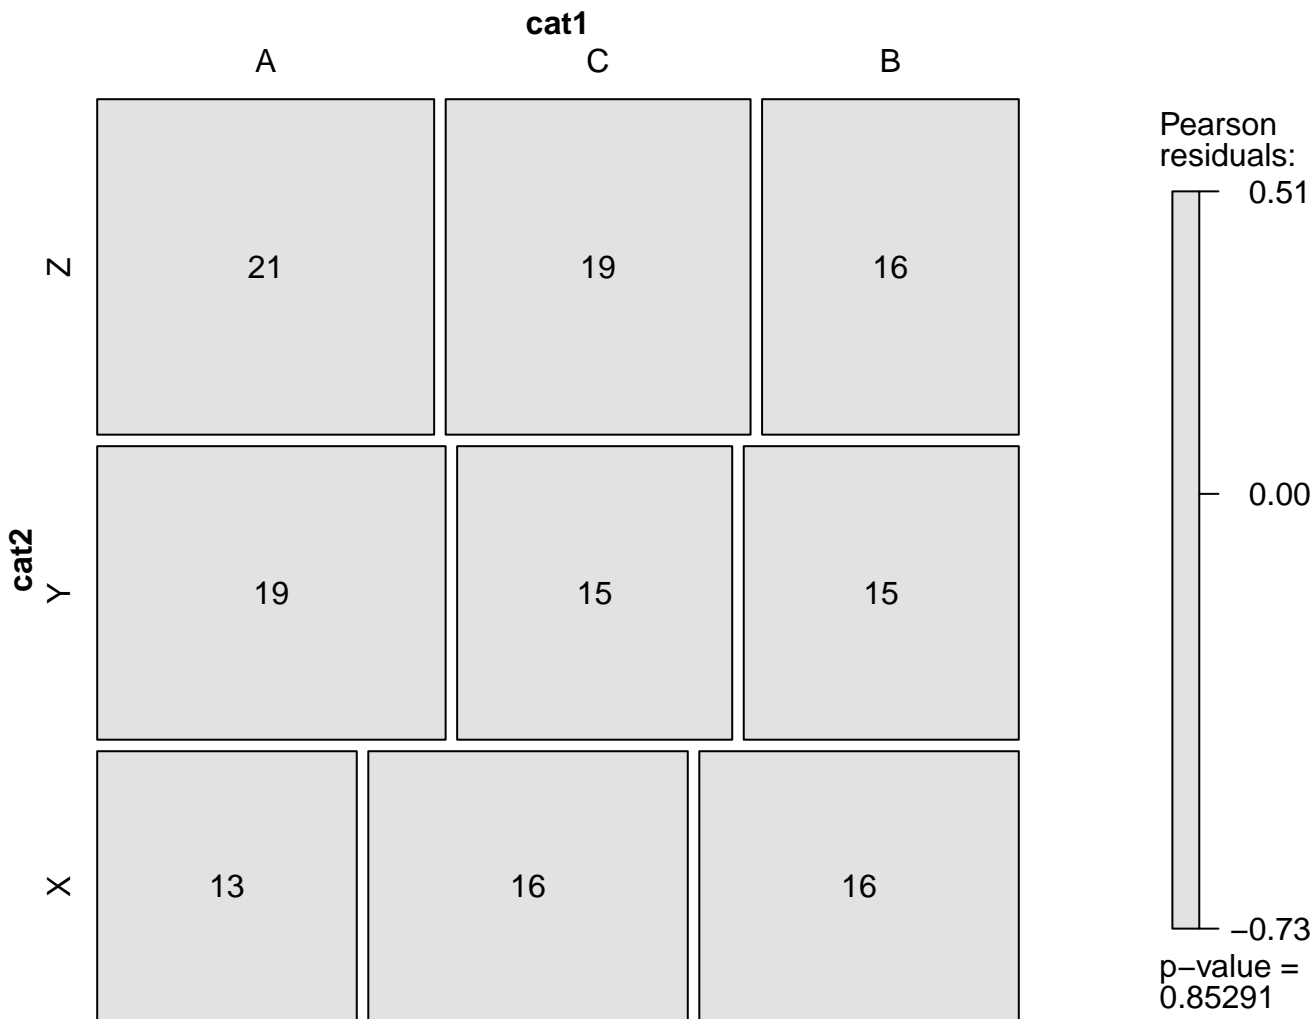 cat1
A C B
Pearson
residuals:
0.51
Z 21 19 16
0.00
cat2
Y 19 15 15
X 13 16 16
−0.73
p−value =
0.85291